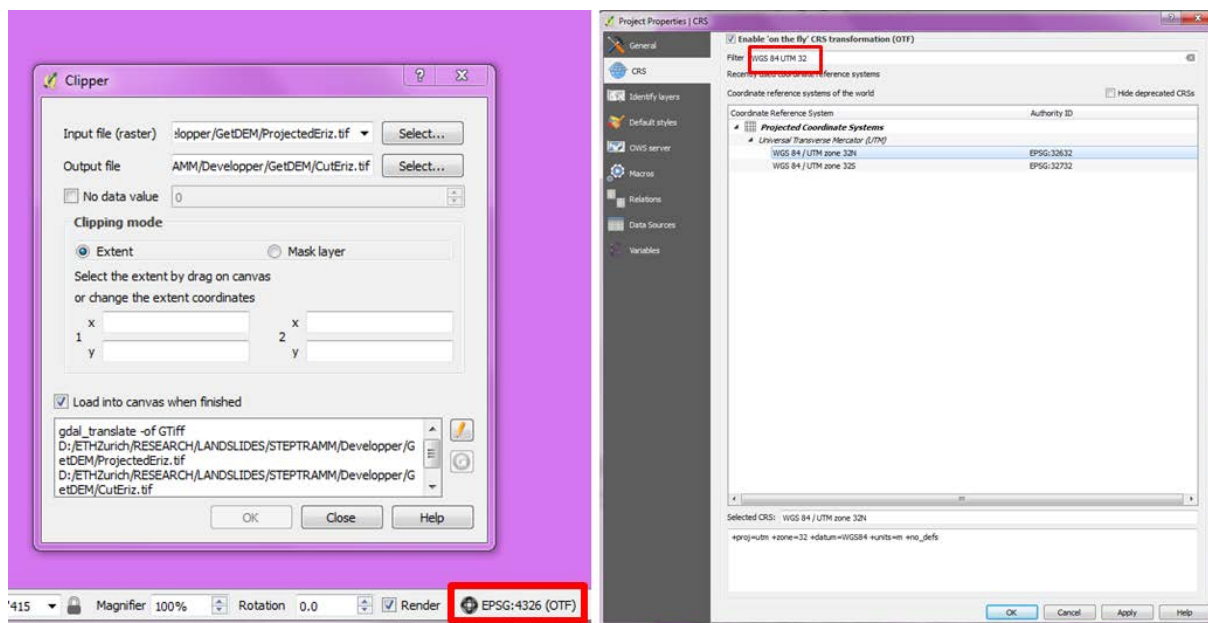 Clipper
Input file (raster) :lopper/GetDEM/ProjectedEriz.tif Select...
Output file AMM/Developper/GetDEM/CutEriz.tif Select...
No data value 0
Clipping mode
Extent Mask layer
Select the extent by drag on canvas
or change the extent coordinates
x x
1 2
y y
Load into canvas when finished
gdal_translate -of GTiff
D:/ETHZurich/RESEARCH/LANDSLIDES/STEPTRAMM/Developper/G
etDEM/ProjectedEriz.tif
D:/ETHZurich/RESEARCH/LANDSLIDES/STEPTRAMM/Developper/G
etDEM/CutEriz.tif
OK Close Help
'415 Magnifier 100% Rotation 0.0 Render EPSG:4326 (OTF)
Project Properties | CRS
General
CRS
Identify layers
Default styles
OWS server
Macros
Relations
Data Sources
Variables
Enable 'on the fly' CRS transformation (OTF)
Filter WGS 84 UTM 32
Recently used coordinate reference systems
Coordinate reference systems of the world Hide deprecated CRSs
Coordinate Reference System Authority ID
Projected Coordinate Systems
Universal Transverse Mercator (UTM)
WGS 84 / UTM zone 32N EPSG:32632
WGS 84 / UTM zone 32S EPSG:32732
Selected CRS: WGS 84 / UTM zone 32N
+proj=utm +zone=32 +datum=WGS84 +units=m +no_defs
OK Cancel Apply Help